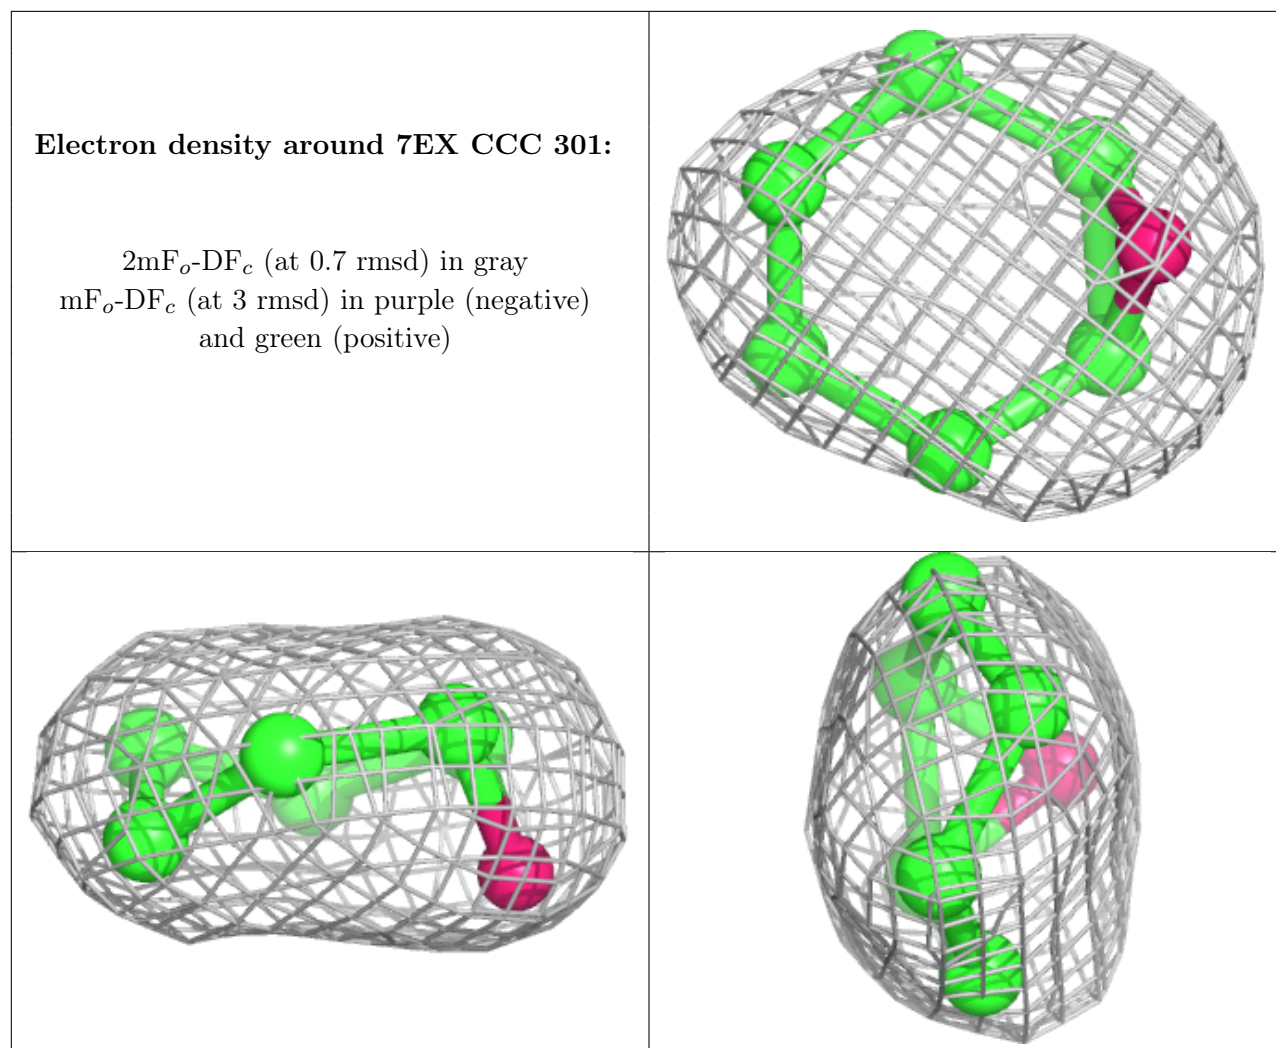 Electron density around 7EX CCC 301:
2mFo-DFc (at 0.7 rmsd) in gray
mFo-DFc (at 3 rmsd) in purple (negative)
and green (positive)